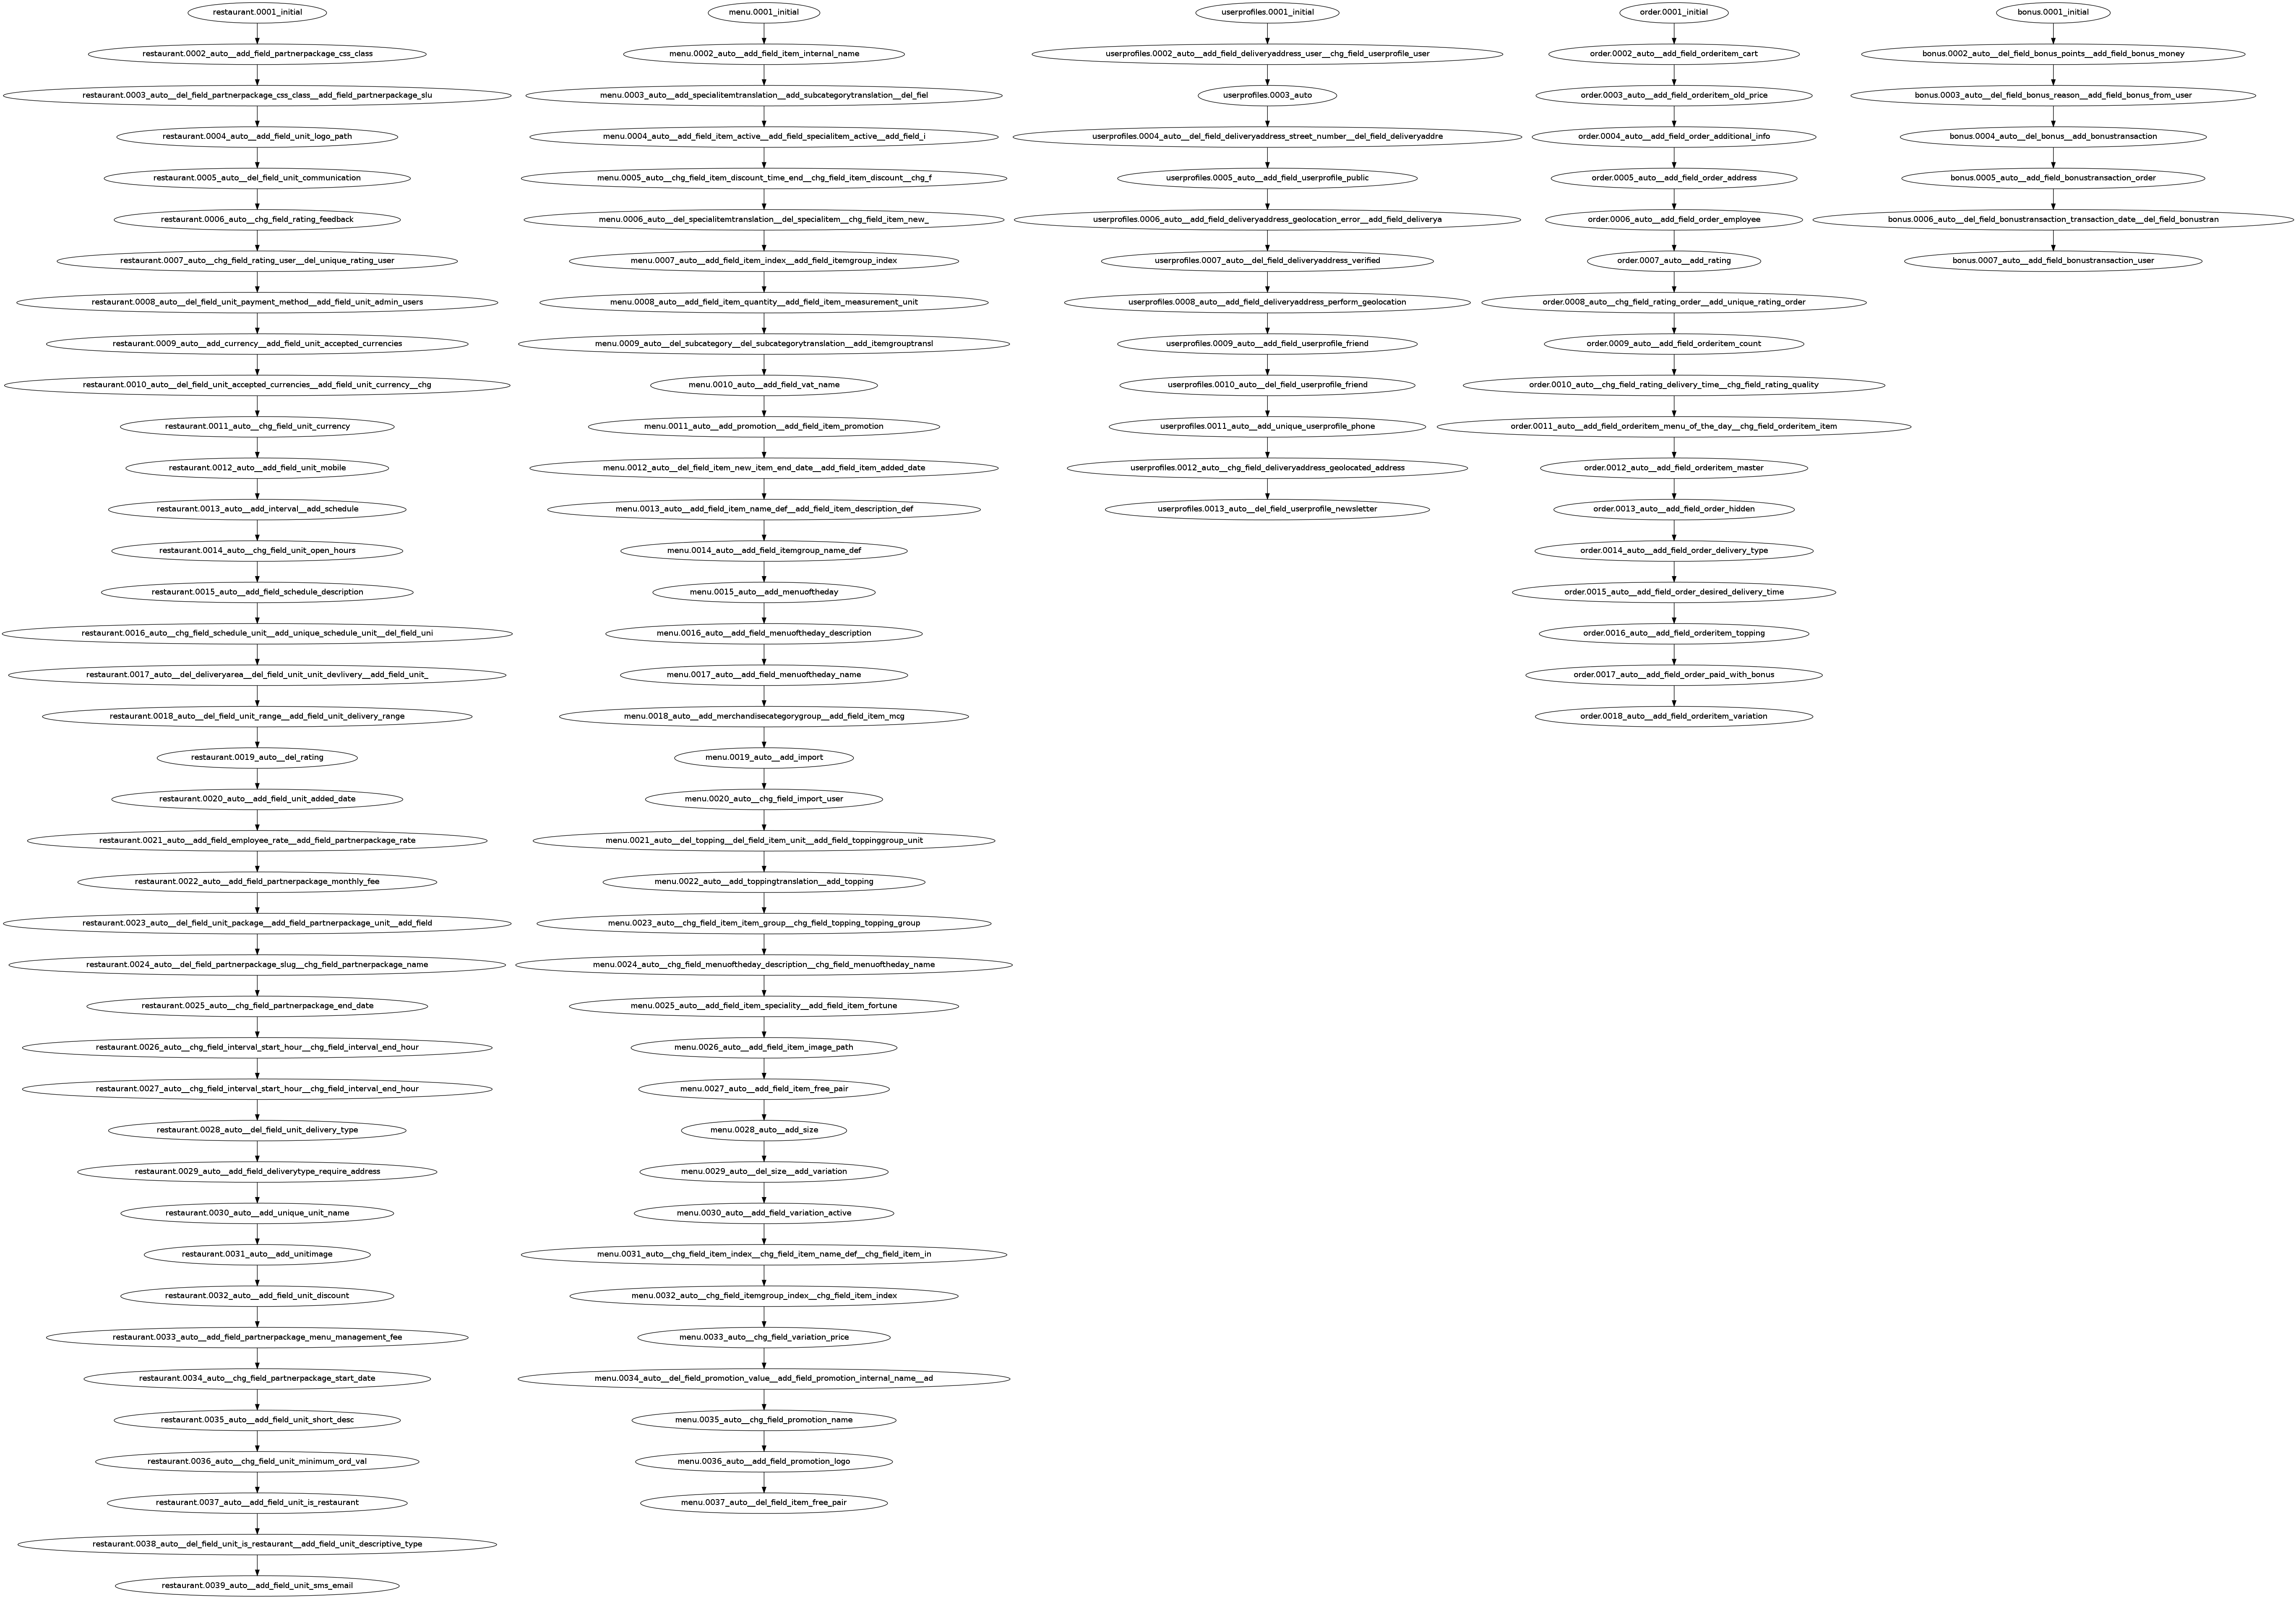 restaurant.0001_initial
restaurant.0002_auto__add_field_partnerpackage_css_class
restaurant.0003_auto__del_field_partnerpackage_css_class__add_field_partnerpackage_slu
restaurant.0004_auto__add_field_unit_logo_path
restaurant.0005_auto__del_field_unit_communication
restaurant.0006_auto__chg_field_rating_feedback
restaurant.0007_auto__chg_field_rating_user__del_unique_rating_user
restaurant.0008_auto__del_field_unit_payment_method__add_field_unit_admin_users
restaurant.0009_auto__add_currency__add_field_unit_accepted_currencies
restaurant.0010_auto__del_field_unit_accepted_currencies__add_field_unit_currency__chg
restaurant.0011_auto__chg_field_unit_currency
restaurant.0012_auto__add_field_unit_mobile
restaurant.0013_auto__add_interval__add_schedule
restaurant.0014_auto__chg_field_unit_open_hours
restaurant.0015_auto__add_field_schedule_description
restaurant.0016_auto__chg_field_schedule_unit__add_unique_schedule_unit__del_field_uni
restaurant.0017_auto__del_deliveryarea__del_field_unit_unit_devlivery__add_field_unit_
restaurant.0018_auto__del_field_unit_range__add_field_unit_delivery_range
restaurant.0019_auto__del_rating
restaurant.0020_auto__add_field_unit_added_date
restaurant.0021_auto__add_field_employee_rate__add_field_partnerpackage_rate
restaurant.0022_auto__add_field_partnerpackage_monthly_fee
restaurant.0023_auto__del_field_unit_package__add_field_partnerpackage_unit__add_field
restaurant.0024_auto__del_field_partnerpackage_slug__chg_field_partnerpackage_name
restaurant.0025_auto__chg_field_partnerpackage_end_date
restaurant.0026_auto__chg_field_interval_start_hour__chg_field_interval_end_hour
restaurant.0027_auto__chg_field_interval_start_hour__chg_field_interval_end_hour
restaurant.0028_auto__del_field_unit_delivery_type
restaurant.0029_auto__add_field_deliverytype_require_address
restaurant.0030_auto__add_unique_unit_name
restaurant.0031_auto__add_unitimage
restaurant.0032_auto__add_field_unit_discount
restaurant.0033_auto__add_field_partnerpackage_menu_management_fee
restaurant.0034_auto__chg_field_partnerpackage_start_date
restaurant.0035_auto__add_field_unit_short_desc
restaurant.0036_auto__chg_field_unit_minimum_ord_val
restaurant.0037_auto__add_field_unit_is_restaurant
restaurant.0038_auto__del_field_unit_is_restaurant__add_field_unit_descriptive_type
restaurant.0039_auto__add_field_unit_sms_email
menu.0001_initial
menu.0002_auto__add_field_item_internal_name
menu.0003_auto__add_specialitemtranslation__add_subcategorytranslation__del_fiel
menu.0004_auto__add_field_item_active__add_field_specialitem_active__add_field_i
menu.0005_auto__chg_field_item_discount_time_end__chg_field_item_discount__chg_f
menu.0006_auto__del_specialitemtranslation__del_specialitem__chg_field_item_new_
menu.0007_auto__add_field_item_index__add_field_itemgroup_index
menu.0008_auto__add_field_item_quantity__add_field_item_measurement_unit
menu.0009_auto__del_subcategory__del_subcategorytranslation__add_itemgrouptransl
menu.0010_auto__add_field_vat_name
menu.0011_auto__add_promotion__add_field_item_promotion
menu.0012_auto__del_field_item_new_item_end_date__add_field_item_added_date
menu.0013_auto__add_field_item_name_def__add_field_item_description_def
menu.0014_auto__add_field_itemgroup_name_def
menu.0015_auto__add_menuoftheday
menu.0016_auto__add_field_menuoftheday_description
menu.0017_auto__add_field_menuoftheday_name
menu.0018_auto__add_merchandisecategorygroup__add_field_item_mcg
menu.0019_auto__add_import
menu.0020_auto__chg_field_import_user
menu.0021_auto__del_topping__del_field_item_unit__add_field_toppinggroup_unit
menu.0022_auto__add_toppingtranslation__add_topping
menu.0023_auto__chg_field_item_item_group__chg_field_topping_topping_group
menu.0024_auto__chg_field_menuoftheday_description__chg_field_menuoftheday_name
menu.0025_auto__add_field_item_speciality__add_field_item_fortune
menu.0026_auto__add_field_item_image_path
menu.0027_auto__add_field_item_free_pair
menu.0028_auto__add_size
menu.0029_auto__del_size__add_variation
menu.0030_auto__add_field_variation_active
menu.0031_auto__chg_field_item_index__chg_field_item_name_def__chg_field_item_in
menu.0032_auto__chg_field_itemgroup_index__chg_field_item_index
menu.0033_auto__chg_field_variation_price
menu.0034_auto__del_field_promotion_value__add_field_promotion_internal_name__ad
menu.0035_auto__chg_field_promotion_name
menu.0036_auto__add_field_promotion_logo
menu.0037_auto__del_field_item_free_pair
userprofiles.0001_initial
userprofiles.0002_auto__add_field_deliveryaddress_user__chg_field_userprofile_user
userprofiles.0003_auto
userprofiles.0004_auto__del_field_deliveryaddress_street_number__del_field_deliveryaddre
userprofiles.0005_auto__add_field_userprofile_public
userprofiles.0006_auto__add_field_deliveryaddress_geolocation_error__add_field_deliverya
userprofiles.0007_auto__del_field_deliveryaddress_verified
userprofiles.0008_auto__add_field_deliveryaddress_perform_geolocation
userprofiles.0009_auto__add_field_userprofile_friend
userprofiles.0010_auto__del_field_userprofile_friend
userprofiles.0011_auto__add_unique_userprofile_phone
userprofiles.0012_auto__chg_field_deliveryaddress_geolocated_address
userprofiles.0013_auto__del_field_userprofile_newsletter
order.0001_initial
order.0002_auto__add_field_orderitem_cart
order.0003_auto__add_field_orderitem_old_price
order.0004_auto__add_field_order_additional_info
order.0005_auto__add_field_order_address
order.0006_auto__add_field_order_employee
order.0007_auto__add_rating
order.0008_auto__chg_field_rating_order__add_unique_rating_order
order.0009_auto__add_field_orderitem_count
order.0010_auto__chg_field_rating_delivery_time__chg_field_rating_quality
order.0011_auto__add_field_orderitem_menu_of_the_day__chg_field_orderitem_item
order.0012_auto__add_field_orderitem_master
order.0013_auto__add_field_order_hidden
order.0014_auto__add_field_order_delivery_type
order.0015_auto__add_field_order_desired_delivery_time
order.0016_auto__add_field_orderitem_topping
order.0017_auto__add_field_order_paid_with_bonus
order.0018_auto__add_field_orderitem_variation
bonus.0001_initial
bonus.0002_auto__del_field_bonus_points__add_field_bonus_money
bonus.0003_auto__del_field_bonus_reason__add_field_bonus_from_user
bonus.0004_auto__del_bonus__add_bonustransaction
bonus.0005_auto__add_field_bonustransaction_order
bonus.0006_auto__del_field_bonustransaction_transaction_date__del_field_bonustran
bonus.0007_auto__add_field_bonustransaction_user